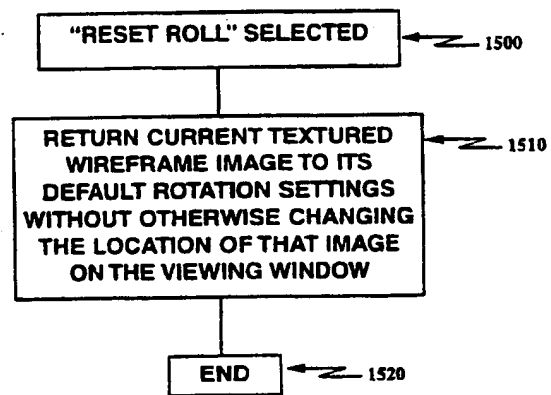 "RESET ROLL" SELECTED
1500
RETURN CURRENT TEXTURED
WIREFRAME IMAGE TO ITS
DEFAULT ROTATION SETTINGS
WITHOUT OTHERWISE CHANGING
THE LOCATION OF THAT IMAGE
ON THE VIEWING WINDOW
1510
END
1520